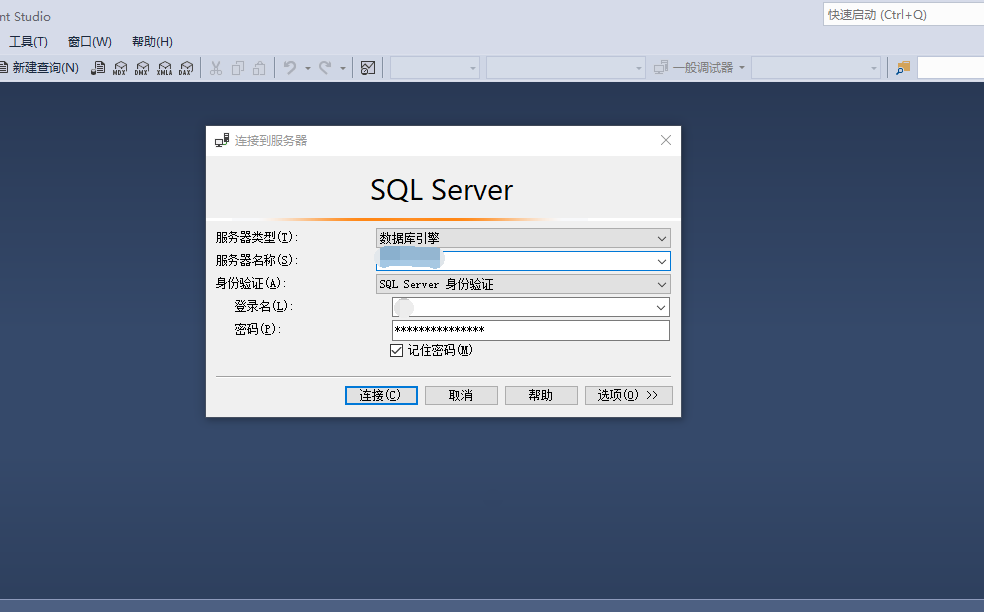 nt Studio
快速启动 (Ctrl+Q)
工具(T) 窗口(W) 帮助(H)
新建查询(N) MDX DMX XMLA DAX 一般调试器
连接到服务器
SQL Server
服务器类型(T): 数据库引擎
服务器名称(S):
身份验证(A): SQL Server 身份验证
登录名(L):
密码(P): ***************
记住密码(M)
连接(C) 取消 帮助 选项(O) >>